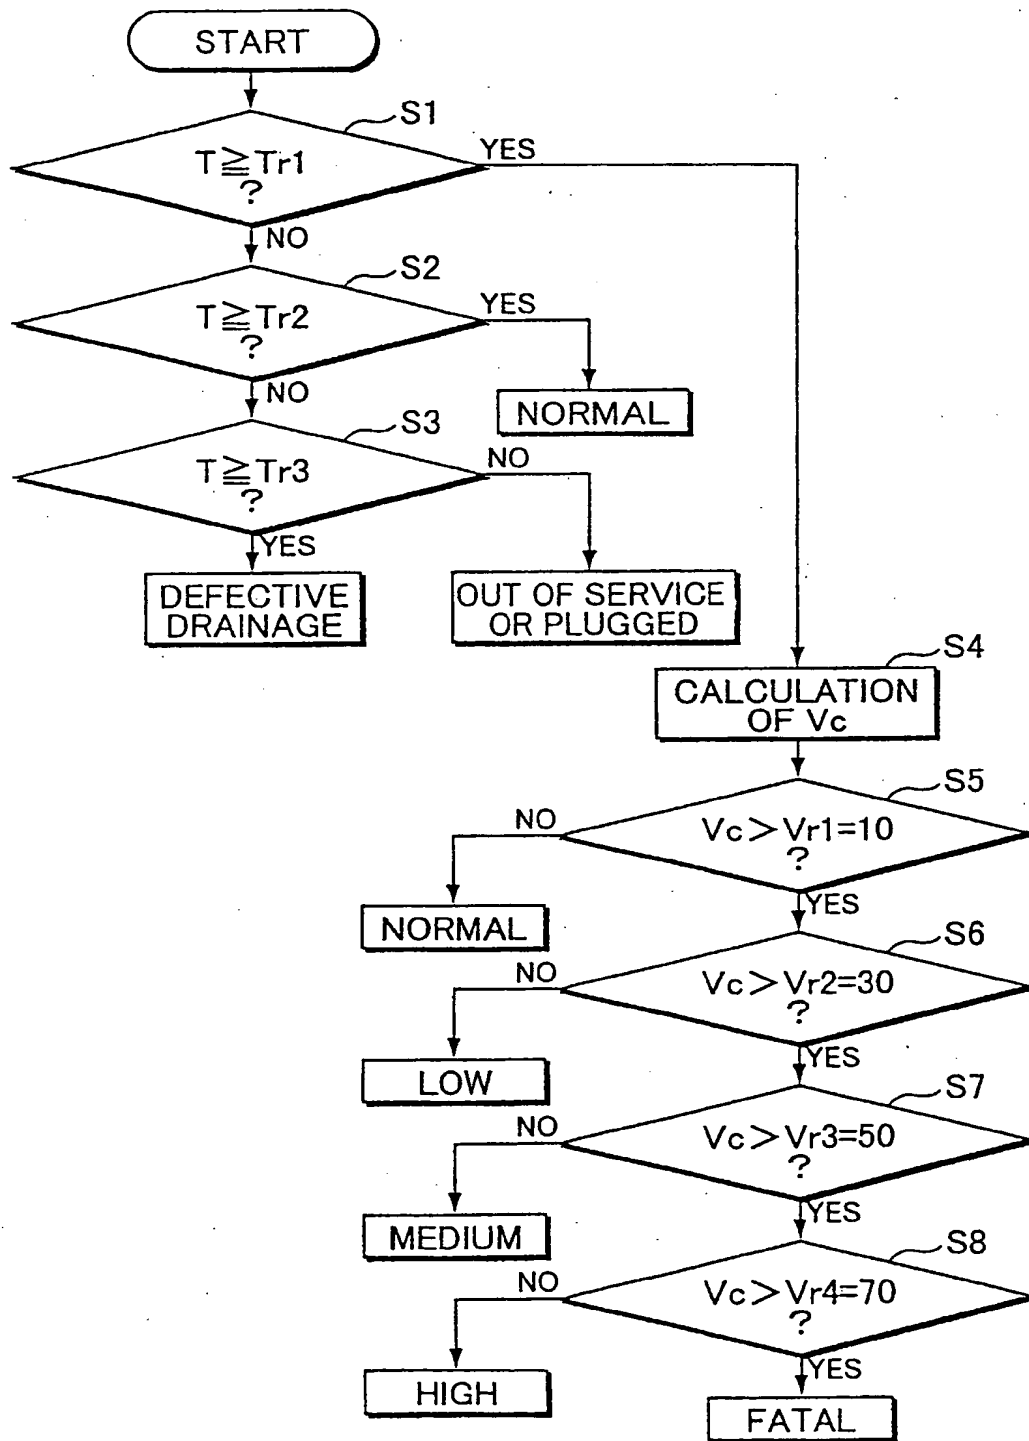 START
S1
T≧Tr1
?
YES
NO
S2
T≧Tr2
?
YES
NO
NORMAL
S3
T≧Tr3
?
NO
YES
DEFECTIVE
DRAINAGE
OUT OF SERVICE
OR PLUGGED
S4
CALCULATION
OF Vc
S5
Vc>Vr1=10
?
NO
YES
NORMAL
S6
Vc>Vr2=30
?
NO
YES
LOW
S7
Vc>Vr3=50
?
NO
YES
MEDIUM
S8
Vc>Vr4=70
?
NO
YES
HIGH
FATAL